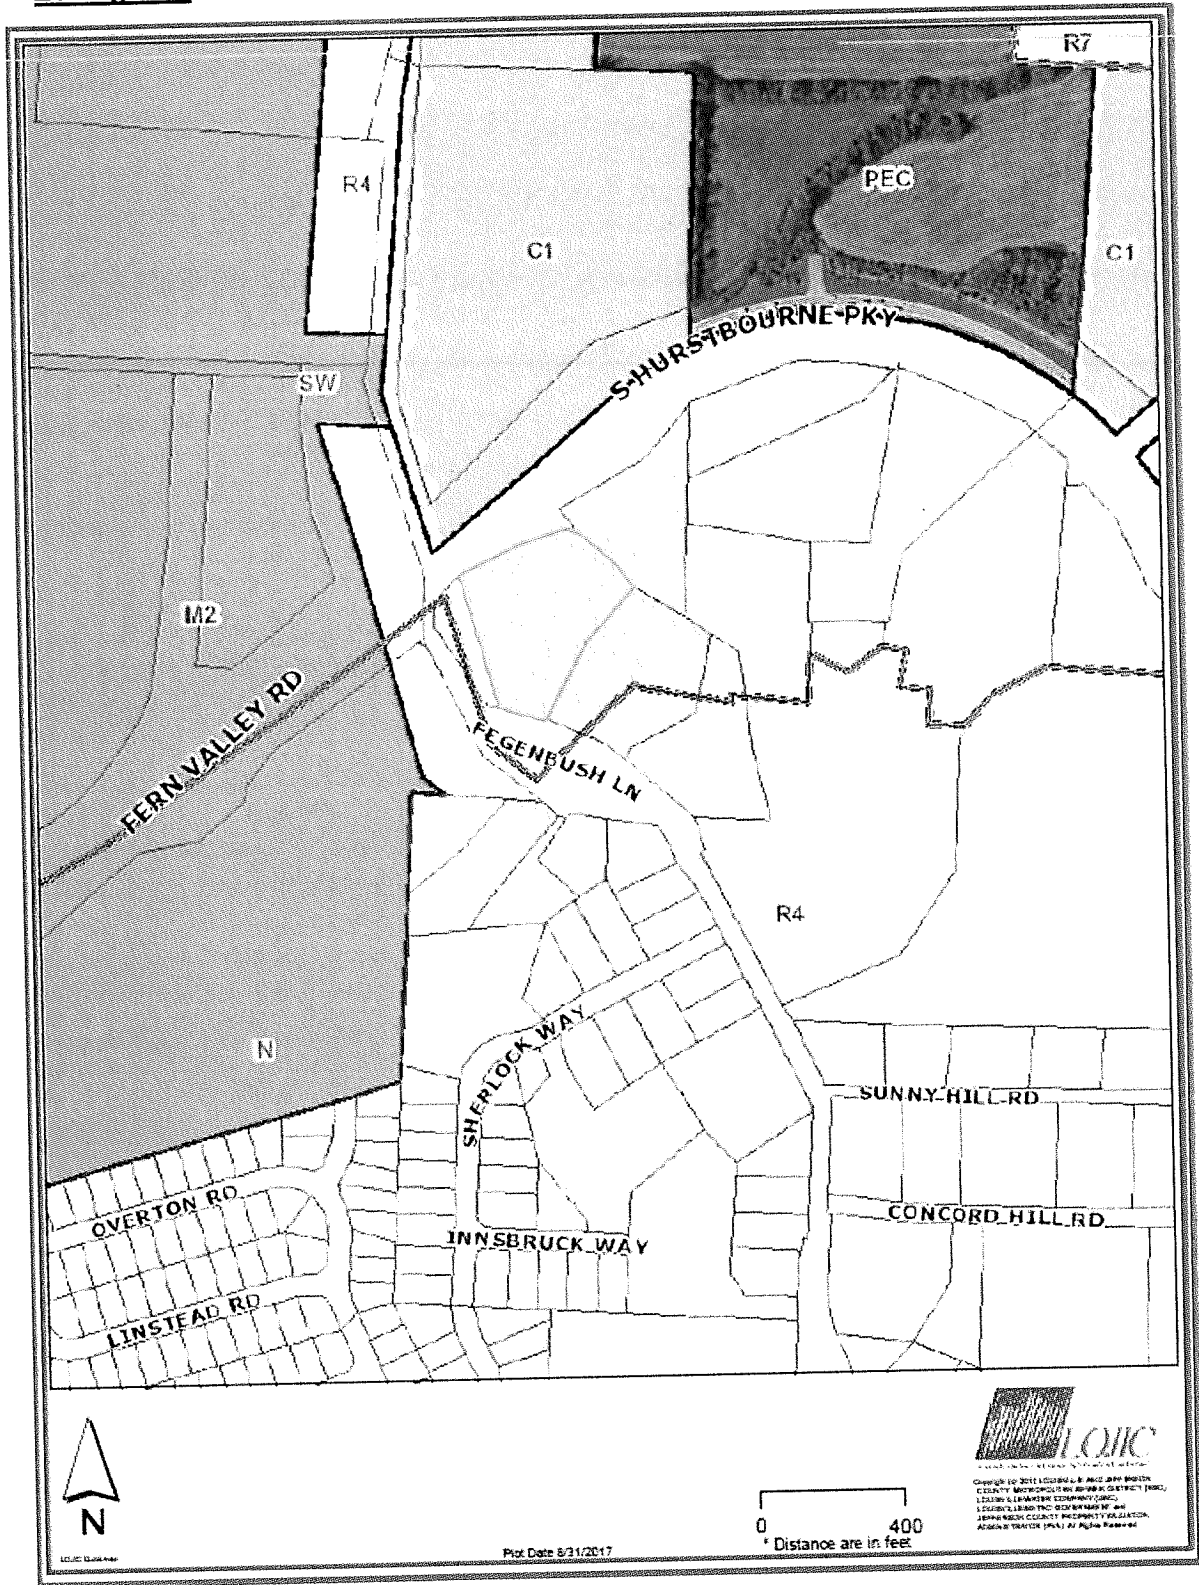 R7
R4
PEC
C1
C1
S HURSTBOURNE PKY
SW
M2
FERN VALLEY RD
FEGENBUSH LN
R4
N
SHERLOCK WAY
SUNNY HILL RD
OVERTON RD
CONCORD HILL RD
INNSBRUCK WAY
LINSTEAD RD
LOJIC
N
0 400
* Distance are in feet
Plot Date 8/31/2017